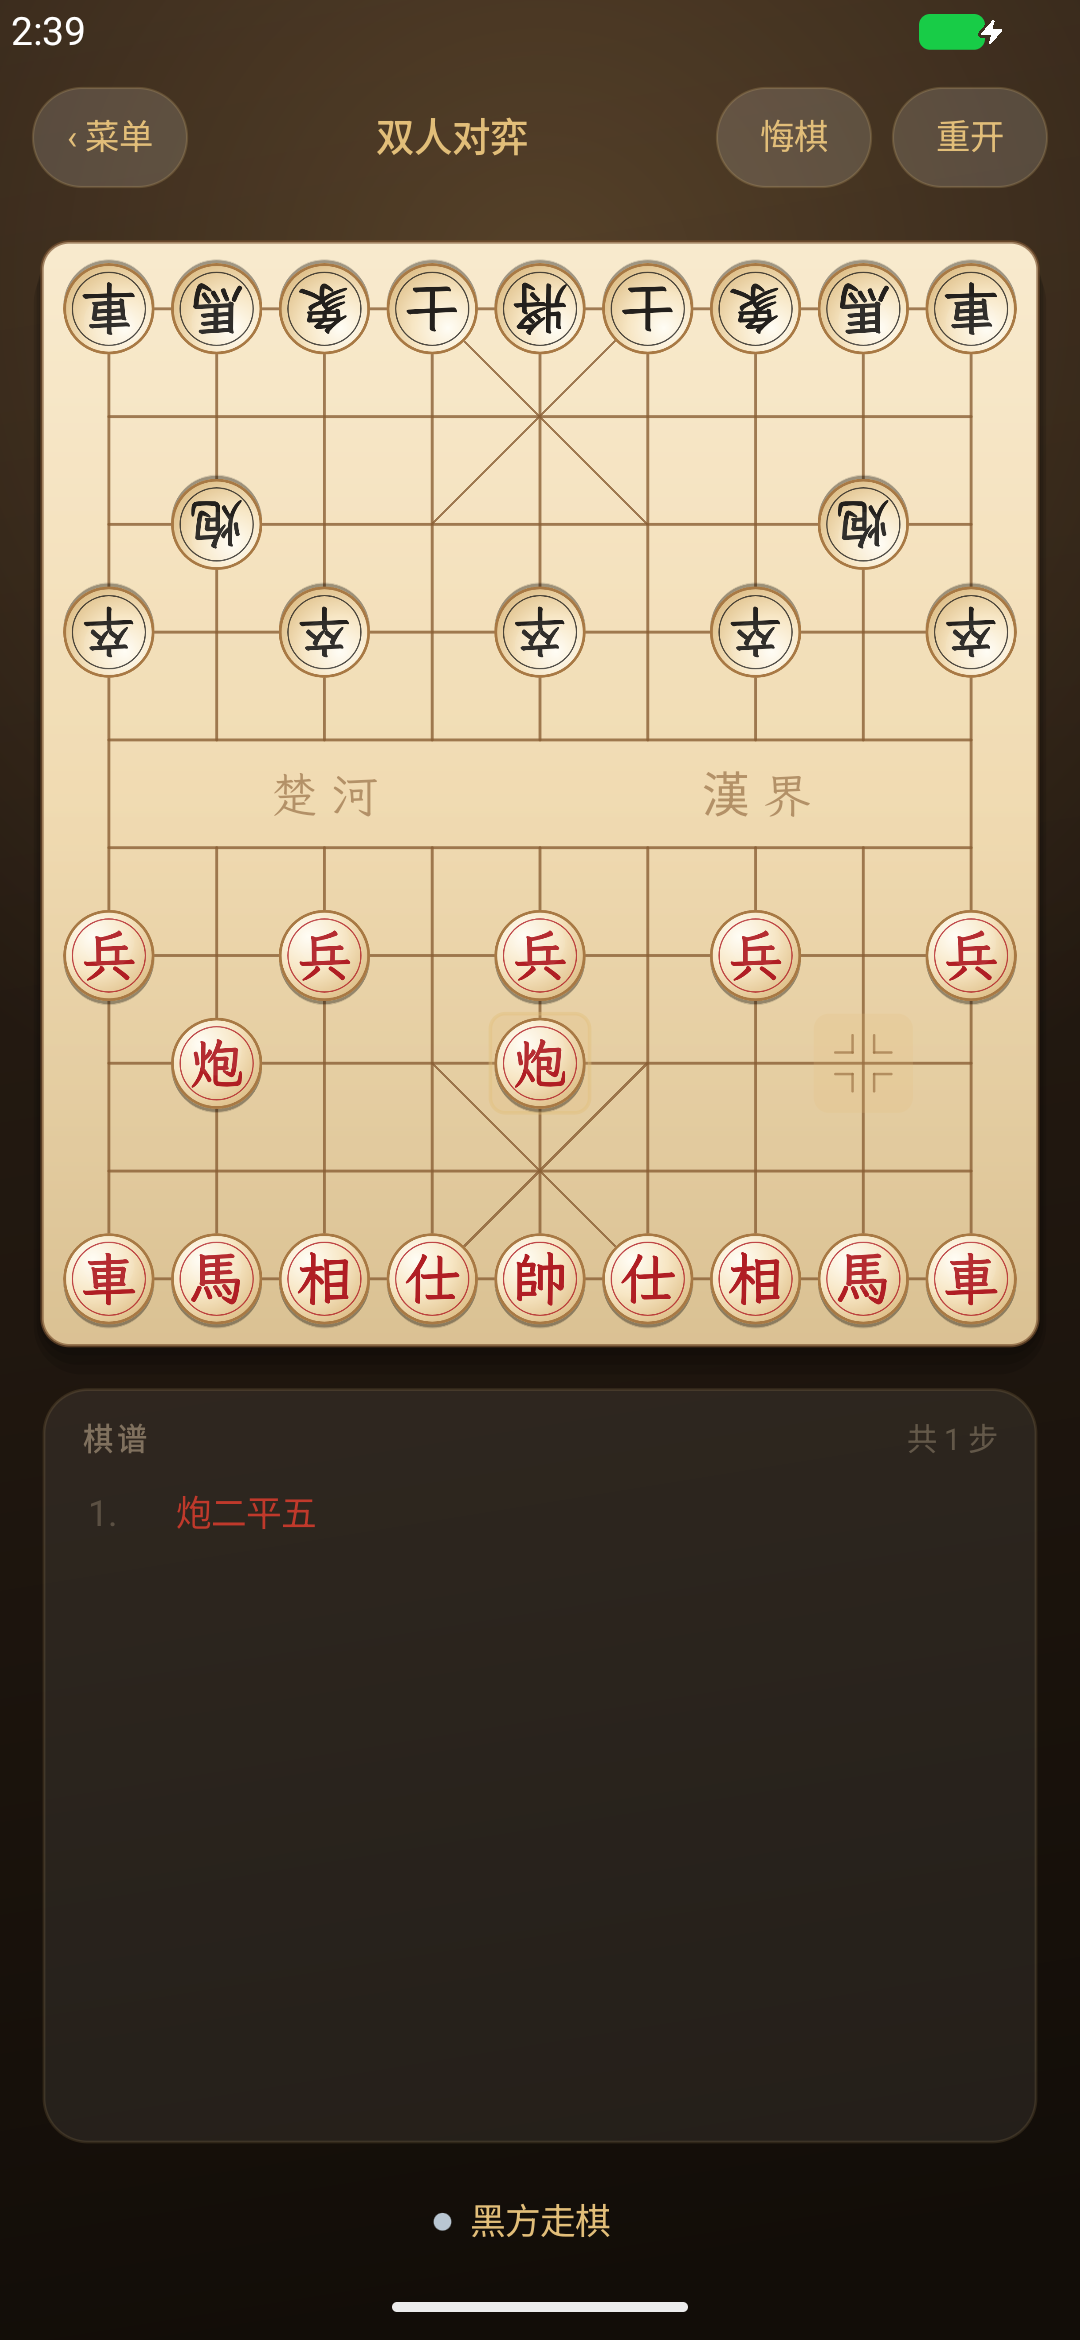 2:39
‹ 菜单 双人对弈 悔棋 重开
車 馬 象 士 将 士 象 馬 車
炮 炮
卒 卒 卒 卒 卒
楚河 漢界
兵 兵 兵 兵 兵
炮 炮
車 馬 相 仕 帥 仕 相 馬 車
棋谱 共 1 步
1. 炮二平五
黑方走棋